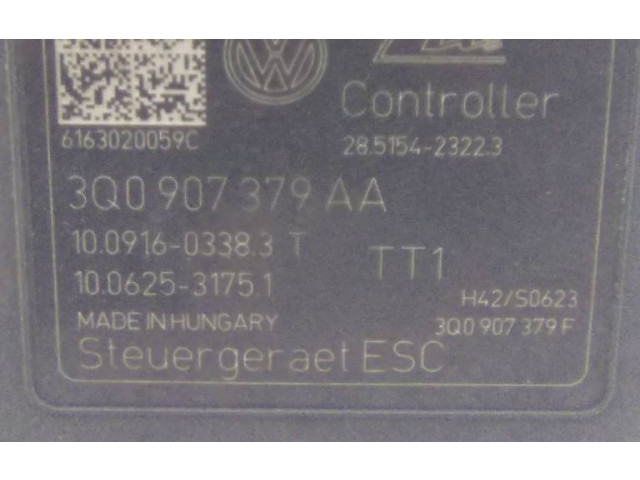 Controller
6163020059C
28.5154-2322.3
3Q0 907 379 AA
10.0916-0338.3 T
TT1
10.0625-3175.1
H42/S0623
MADE IN HUNGARY
3Q0 907 379 F
Steuergeraet ESC